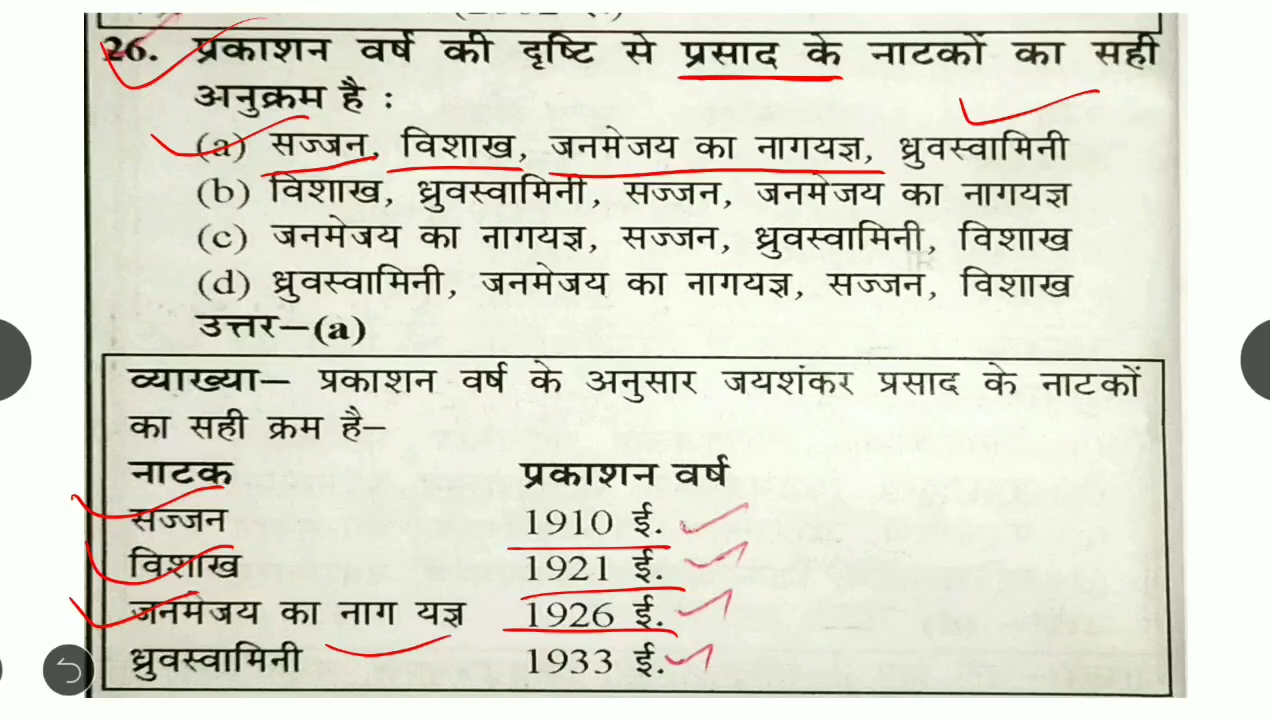 26. प्रकाशन वर्ष की दृष्टि से प्रसाद के नाटकों का सही
अनुक्रम है :
(a) सज्जन, विशाख, जनमेजय का नागयज्ञ, ध्रुवस्वामिनी
(b) विशाख, ध्रुवस्वामिनी, सज्जन, जनमेजय का नागयज्ञ
(c) जनमेजय का नागयज्ञ, सज्जन, ध्रुवस्वामिनी, विशाख
(d) ध्रुवस्वामिनी, जनमेजय का नागयज्ञ, सज्जन, विशाख
उत्तर–(a)
व्याख्या– प्रकाशन वर्ष के अनुसार जयशंकर प्रसाद के नाटकों
का सही क्रम है–
नाटक प्रकाशन वर्ष
सज्जन 1910 ई.
विशाख 1921 ई.
जनमेजय का नाग यज्ञ 1926 ई.
ध्रुवस्वामिनी 1933 ई.